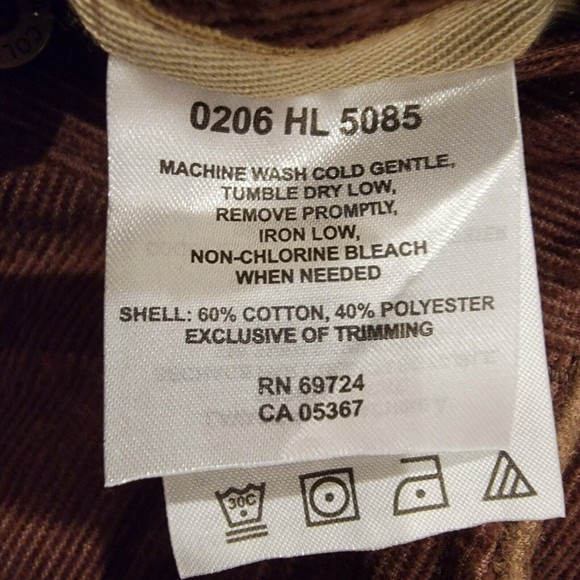 COL
0206 HL 5085
MACHINE WASH COLD GENTLE,
TUMBLE DRY LOW,
REMOVE PROMPTLY,
IRON LOW,
NON-CHLORINE BLEACH
WHEN NEEDED
SHELL: 60% COTTON, 40% POLYESTER
EXCLUSIVE OF TRIMMING
RN 69724
CA 05367
30C